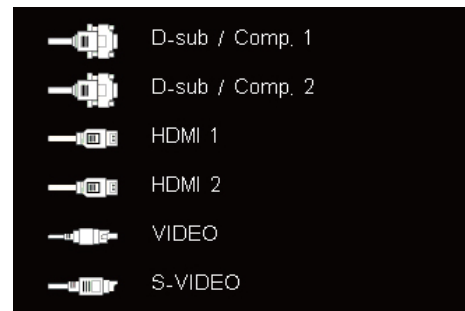 D-sub / Comp. 1
D-sub / Comp. 2
HDMI 1
HDMI 2
VIDEO
S-VIDEO